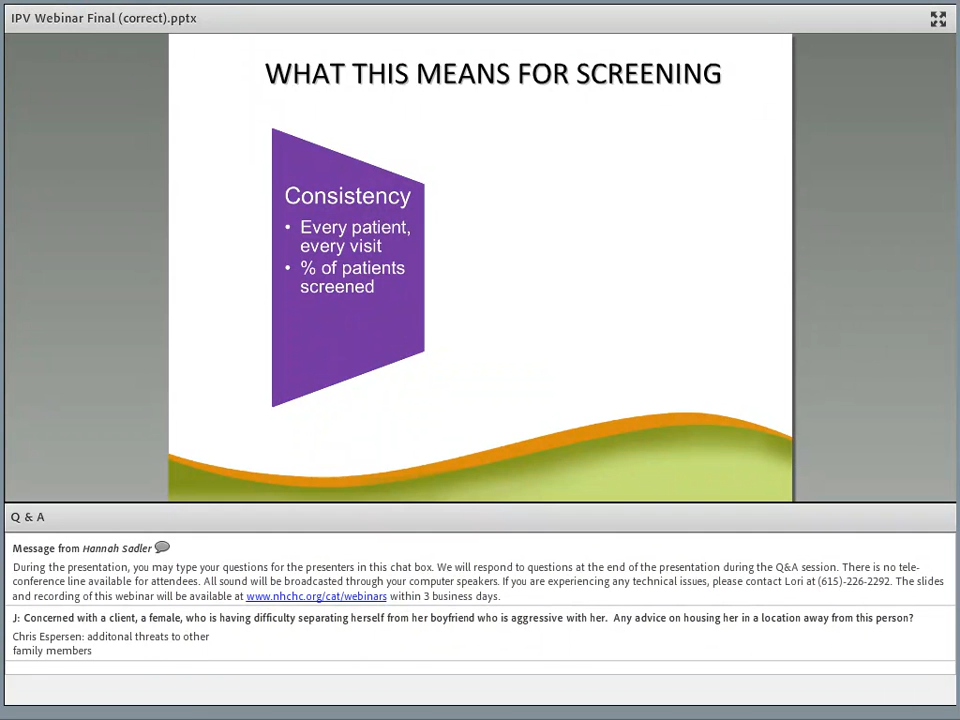 IPV Webinar Final (correct).pptx
WHAT THIS MEANS FOR SCREENING
Consistency
• Every patient,
every visit
• % of patients
screened
Q & A
Message from Hannah Sadler
During the presentation, you may type your questions for the presenters in this chat box. We will respond to questions at the end of the presentation during the Q&A session. There is no tele-
conference line available for attendees. All sound will be broadcasted through your computer speakers. If you are experiencing any technical issues, please contact Lori at (615)-226-2292. The slides
and recording of this webinar will be available at www.nhchc.org/cat/webinars within 3 business days.
J: Concerned with a client, a female, who is having difficulty separating herself from her boyfriend who is aggressive with her. Any advice on housing her in a location away from this person?
Chris Espersen: additonal threats to other
family members